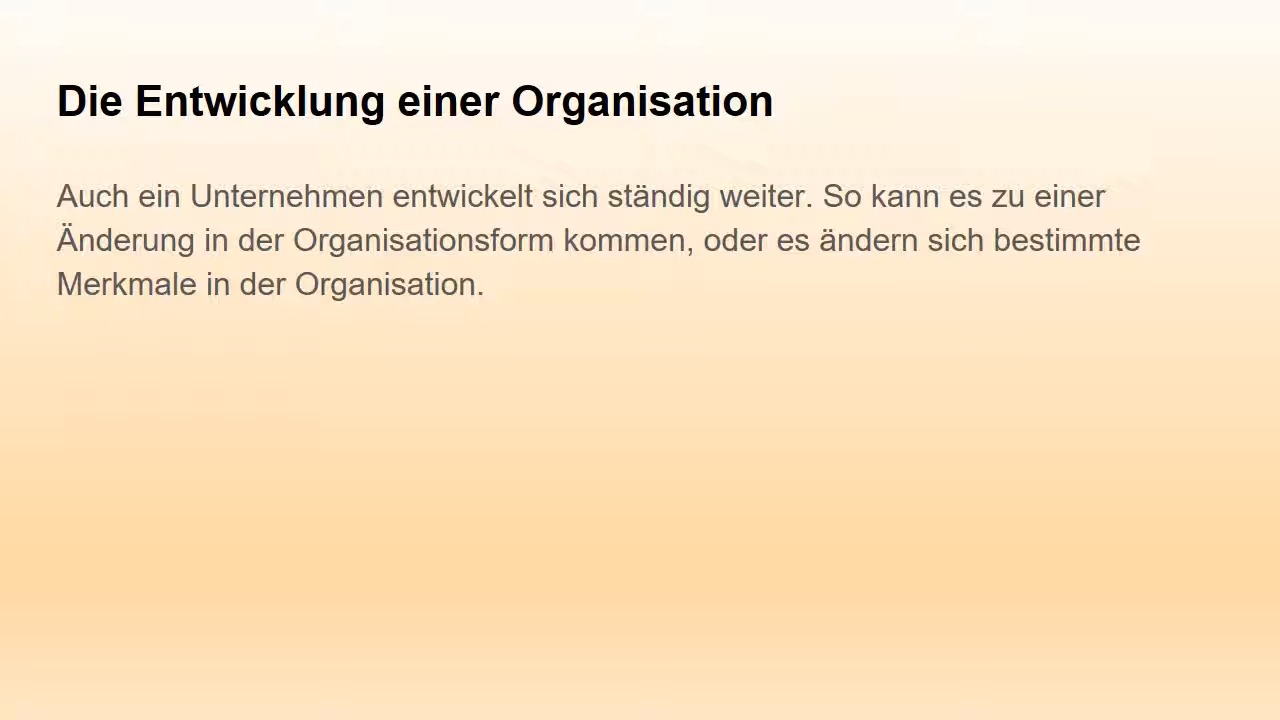 Die Entwicklung einer Organisation
Auch ein Unternehmen entwickelt sich ständig weiter. So kann es zu einer
Änderung in der Organisationsform kommen, oder es ändern sich bestimmte
Merkmale in der Organisation.